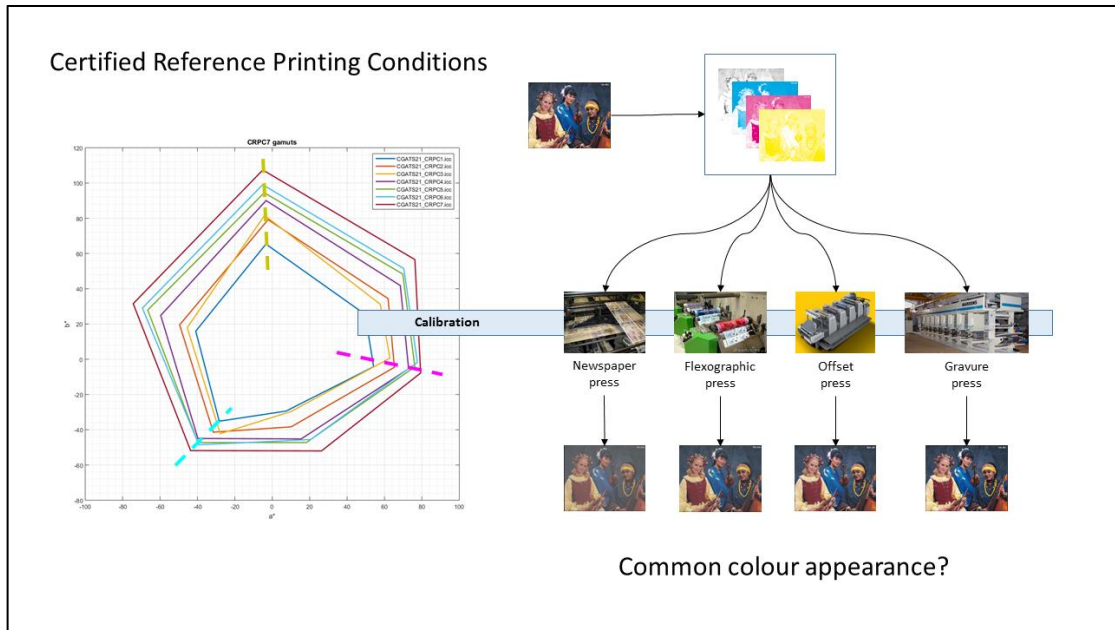 Certified Reference Printing Conditions
CRPC7 gamuts
120
100
80
60
40
20
0
-20
-40
-60
-80
b*
-100
-80
-60
-40
-20
0
20
40
60
80
100
a*
CGATS21_CRPC1.icc
CGATS21_CRPC2.icc
CGATS21_CRPC3.icc
CGATS21_CRPC4.icc
CGATS21_CRPC5.icc
CGATS21_CRPC6.icc
CGATS21_CRPC7.icc
Calibration
Newspaper
press
Flexographic
press
Offset
press
Gravure
press
Common colour appearance?